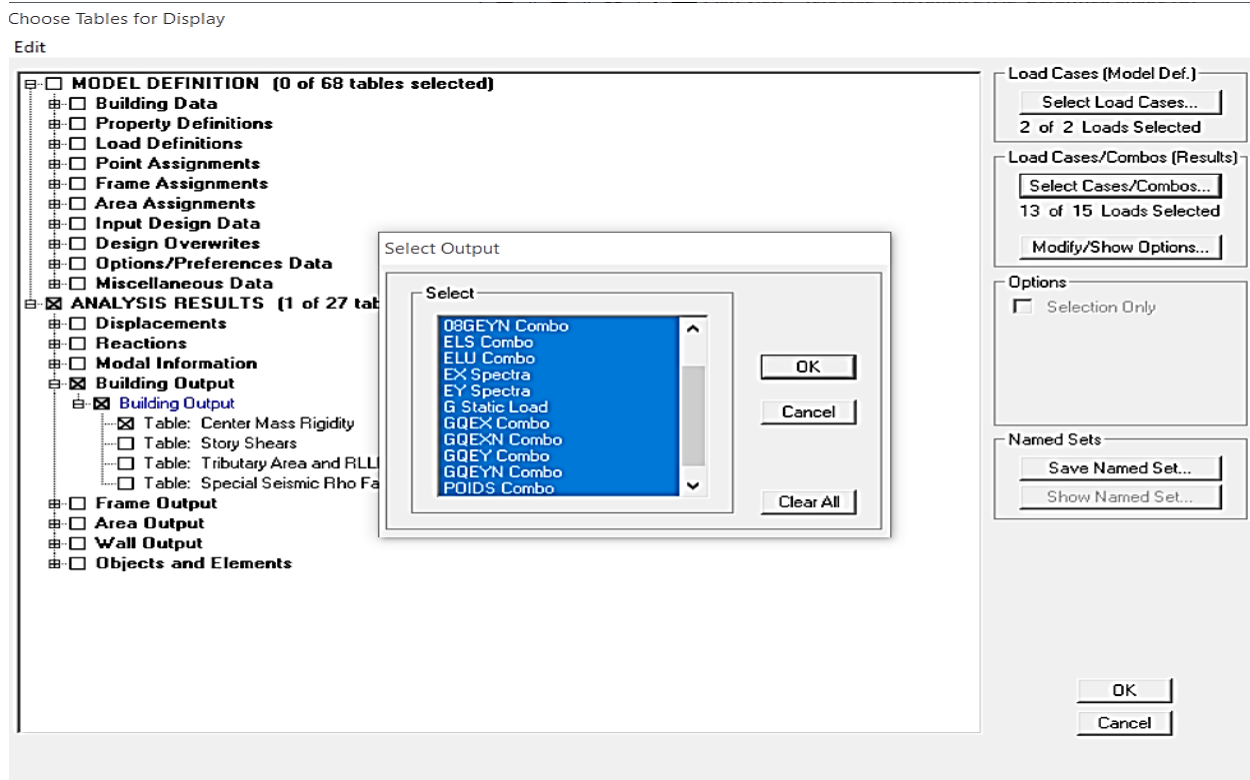 Choose Tables for Display
Edit
MODEL DEFINITION (0 of 68 tables selected)
Building Data
Property Definitions
Load Definitions
Point Assignments
Frame Assignments
Area Assignments
Input Design Data
Design Overwrites
Options/Preferences Data
Miscellaneous Data
ANALYSIS RESULTS (1 of 27 tab
Displacements
Reactions
Modal Information
Building Output
Building Output
Table: Center Mass Rigidity
Table: Story Shears
Table: Tributary Area and RLL
Table: Special Seismic Rho Fa
Frame Output
Area Output
Wall Output
Objects and Elements
Select Output
Select
08GEYN Combo
ELS Combo
ELU Combo
EX Spectra
EY Spectra
G Static Load
GQEX Combo
GQEXN Combo
GQEY Combo
GQEYN Combo
POIDS Combo
OK
Cancel
Clear All
Load Cases (Model Def.)
Select Load Cases...
2 of 2 Loads Selected
Load Cases/Combos (Results)
Select Cases/Combos...
13 of 15 Loads Selected
Modify/Show Options...
Options
Selection Only
Named Sets
Save Named Set...
Show Named Set...
OK
Cancel